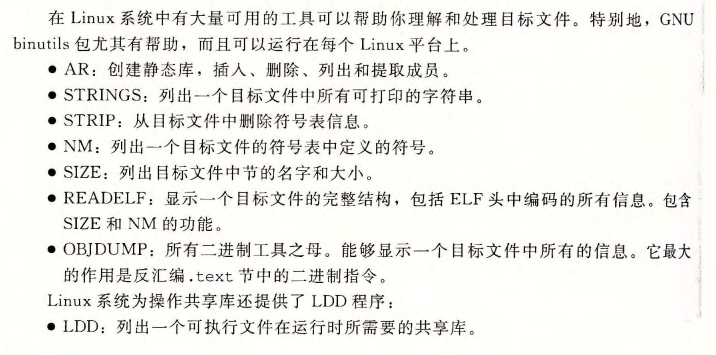 在 Linux 系统中有大量可用的工具可以帮助你理解和处理目标文件。特别地，GNU
binutils 包尤其有帮助，而且可以运行在每个 Linux 平台上。
● AR：创建静态库，插入、删除、列出和提取成员。
● STRINGS：列出一个目标文件中所有可打印的字符串。
● STRIP：从目标文件中删除符号表信息。
● NM：列出一个目标文件的符号表中定义的符号。
● SIZE：列出目标文件中节的名字和大小。
● READELF：显示一个目标文件的完整结构，包括 ELF 头中编码的所有信息。包含
SIZE 和 NM 的功能。
● OBJDUMP：所有二进制工具之母。能够显示一个目标文件中所有的信息。它最大
的作用是反汇编.text 节中的二进制指令。
Linux 系统为操作共享库还提供了 LDD 程序：
● LDD：列出一个可执行文件在运行时所需要的共享库。